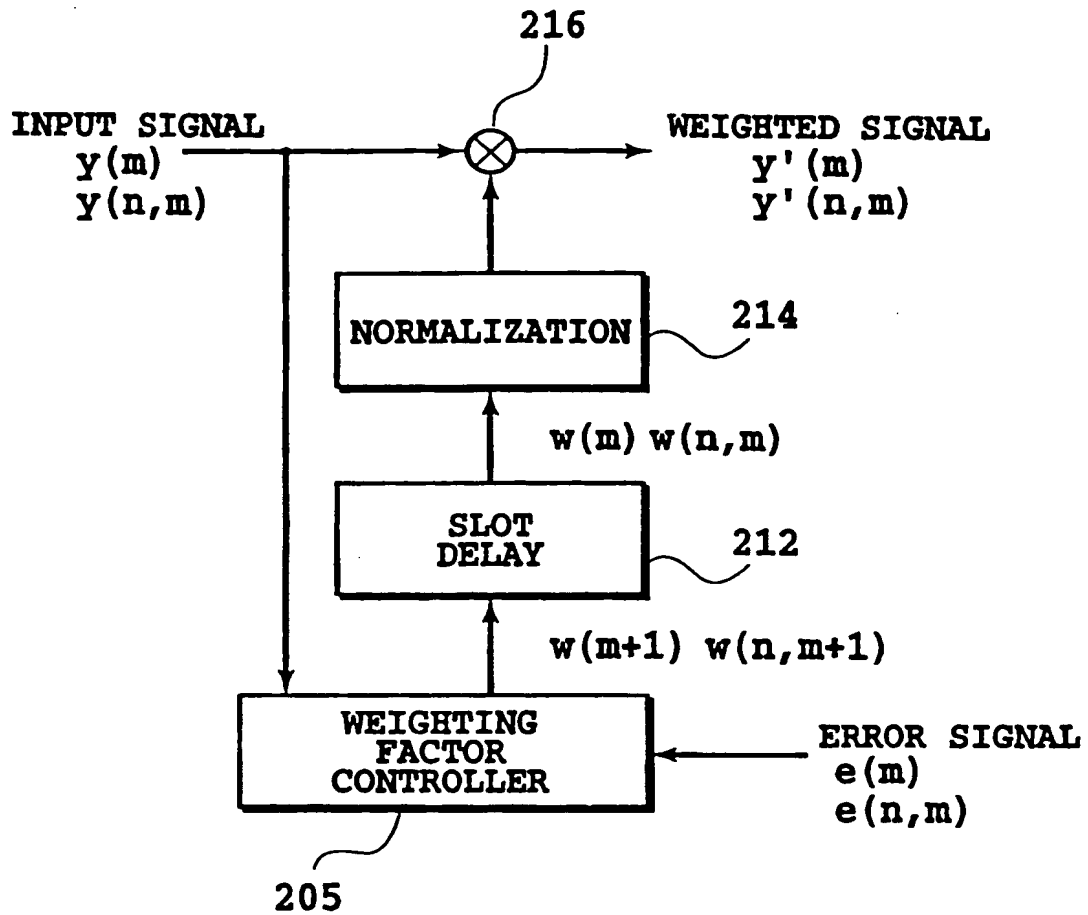 216
INPUT SIGNAL
y(m)
y(n,m)
WEIGHTED SIGNAL
y'(m)
y'(n,m)
NORMALIZATION
214
w(m) w(n,m)
SLOT
DELAY
212
w(m+1) w(n,m+1)
WEIGHTING
FACTOR
CONTROLLER
ERROR SIGNAL
e(m)
e(n,m)
205